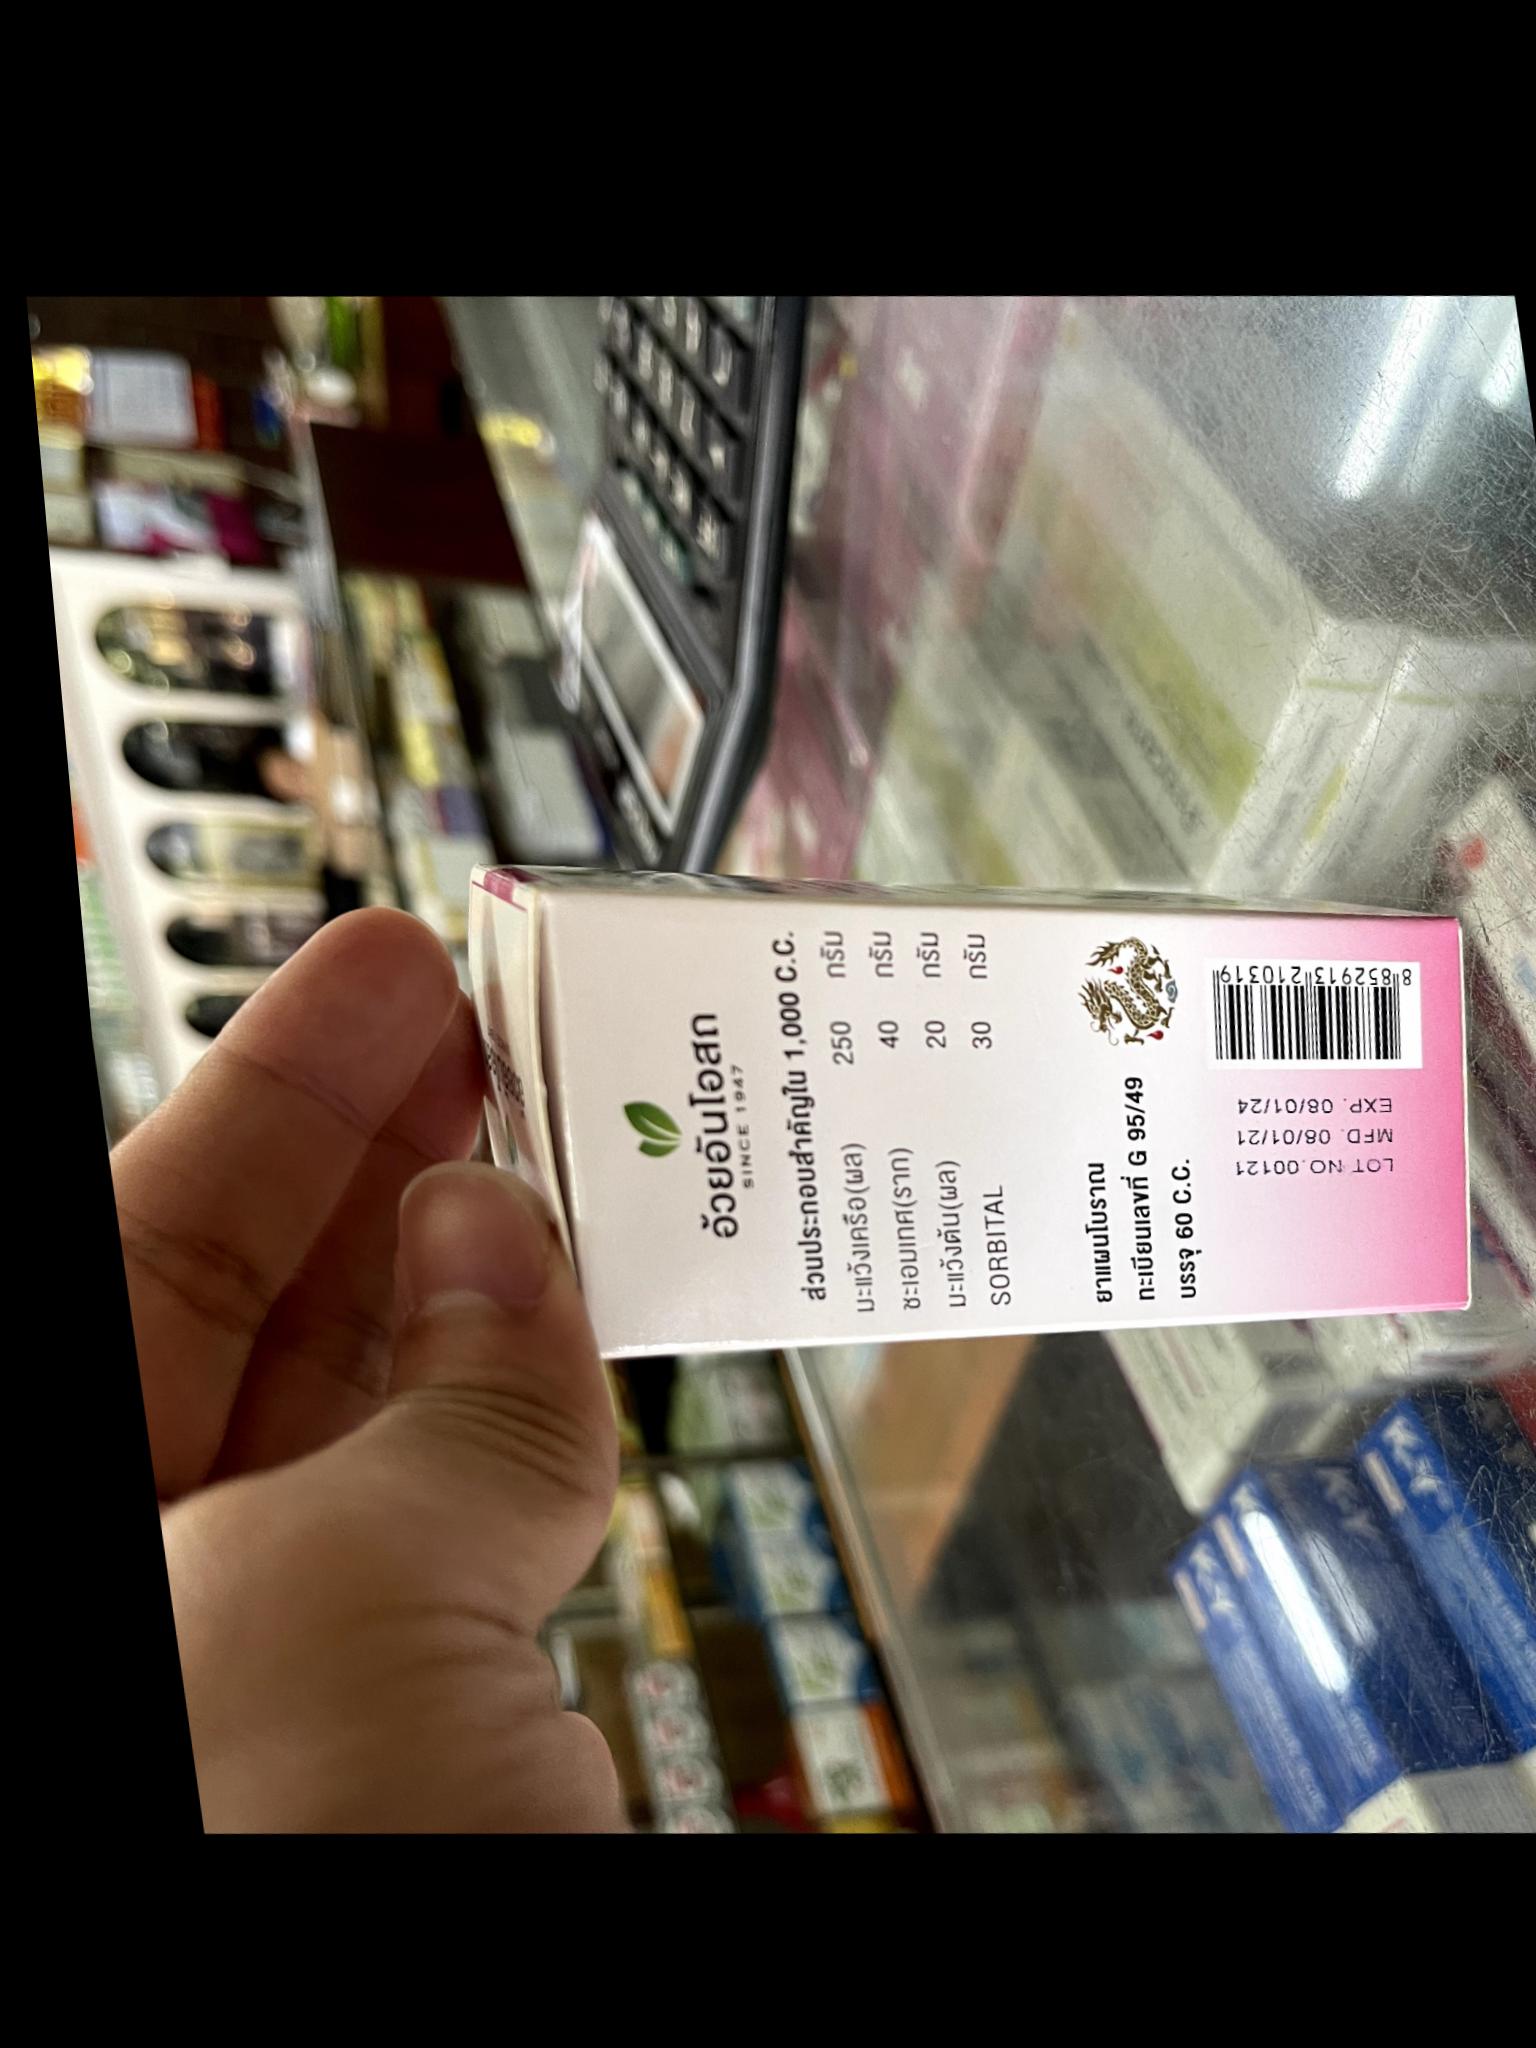 อ้วยอันโอสถ
SINCE 1947
ส่วนประกอบสำคัญใน 1,000 C.C.
มะแว้งเครือ(ผล) 250 กรัม
ชะเอมเทศ(ราก) 40 กรัม
มะแว้งต้น(ผล) 20 กรัม
SORBITAL 30 กรัม
ยาแผนโบราณ
ทะเบียนเลขที่ G 95/49
บรรจุ 60 C.C.
LOT NO.00121
MFD. 08/01/21
EXP. 08/01/24
8 852913 210319
K-Y
K-Y